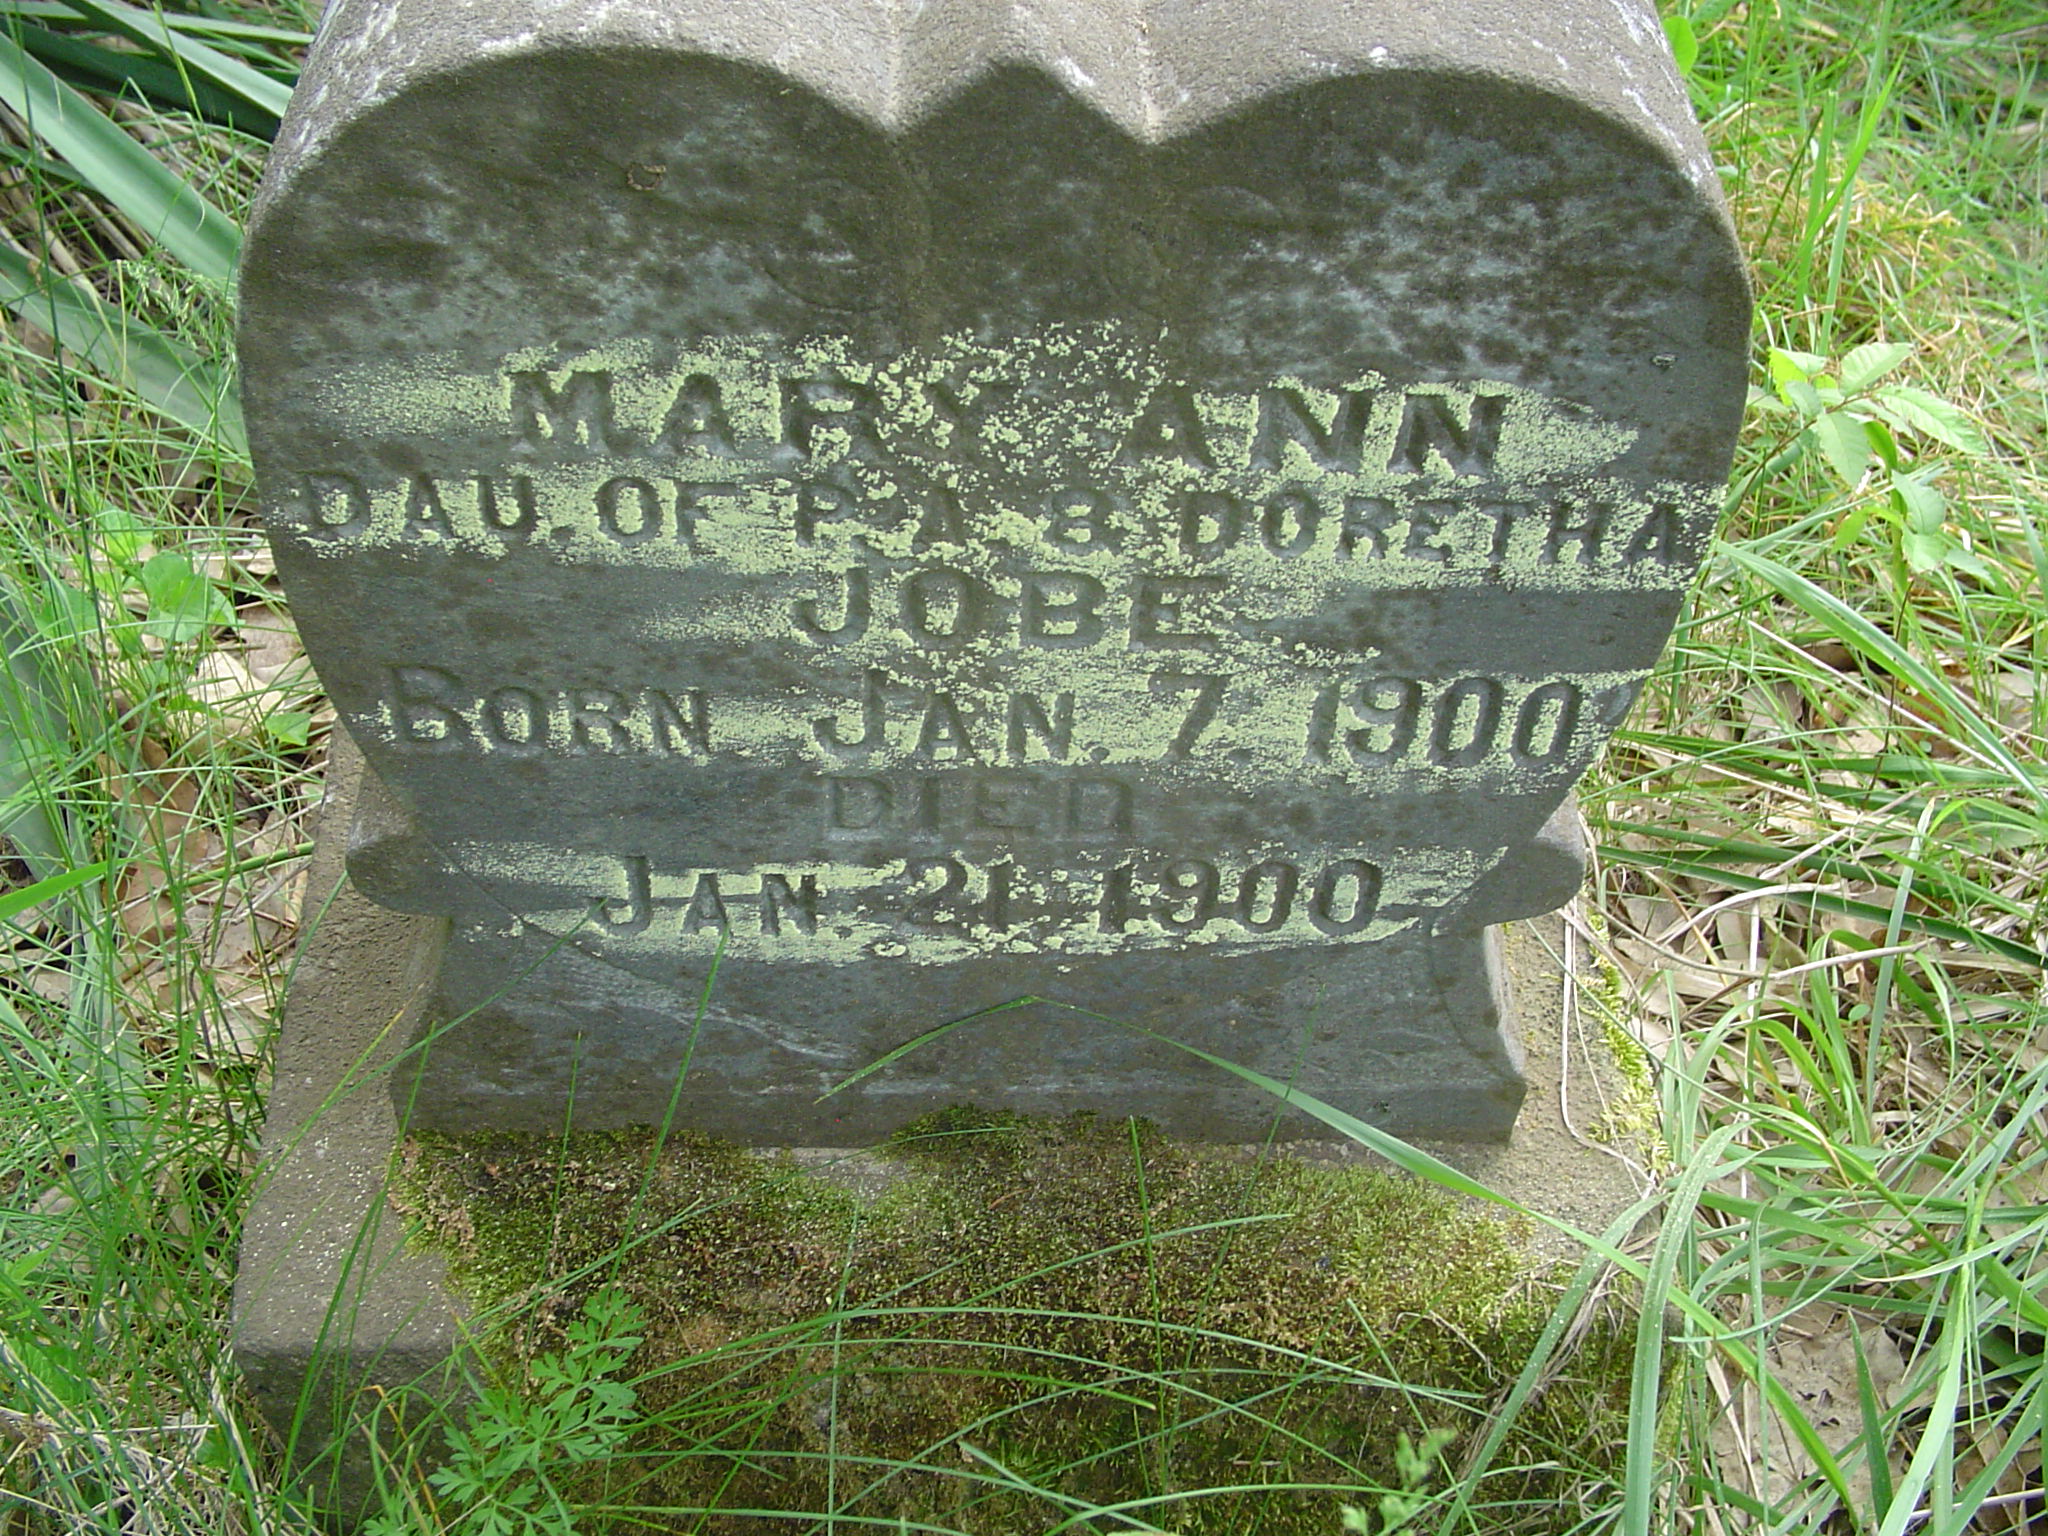 MARY ANN
DAU. OF P. A. & DORETHA
JOBE
BORN JAN. 7. 1900
DIED
JAN. 21 1900